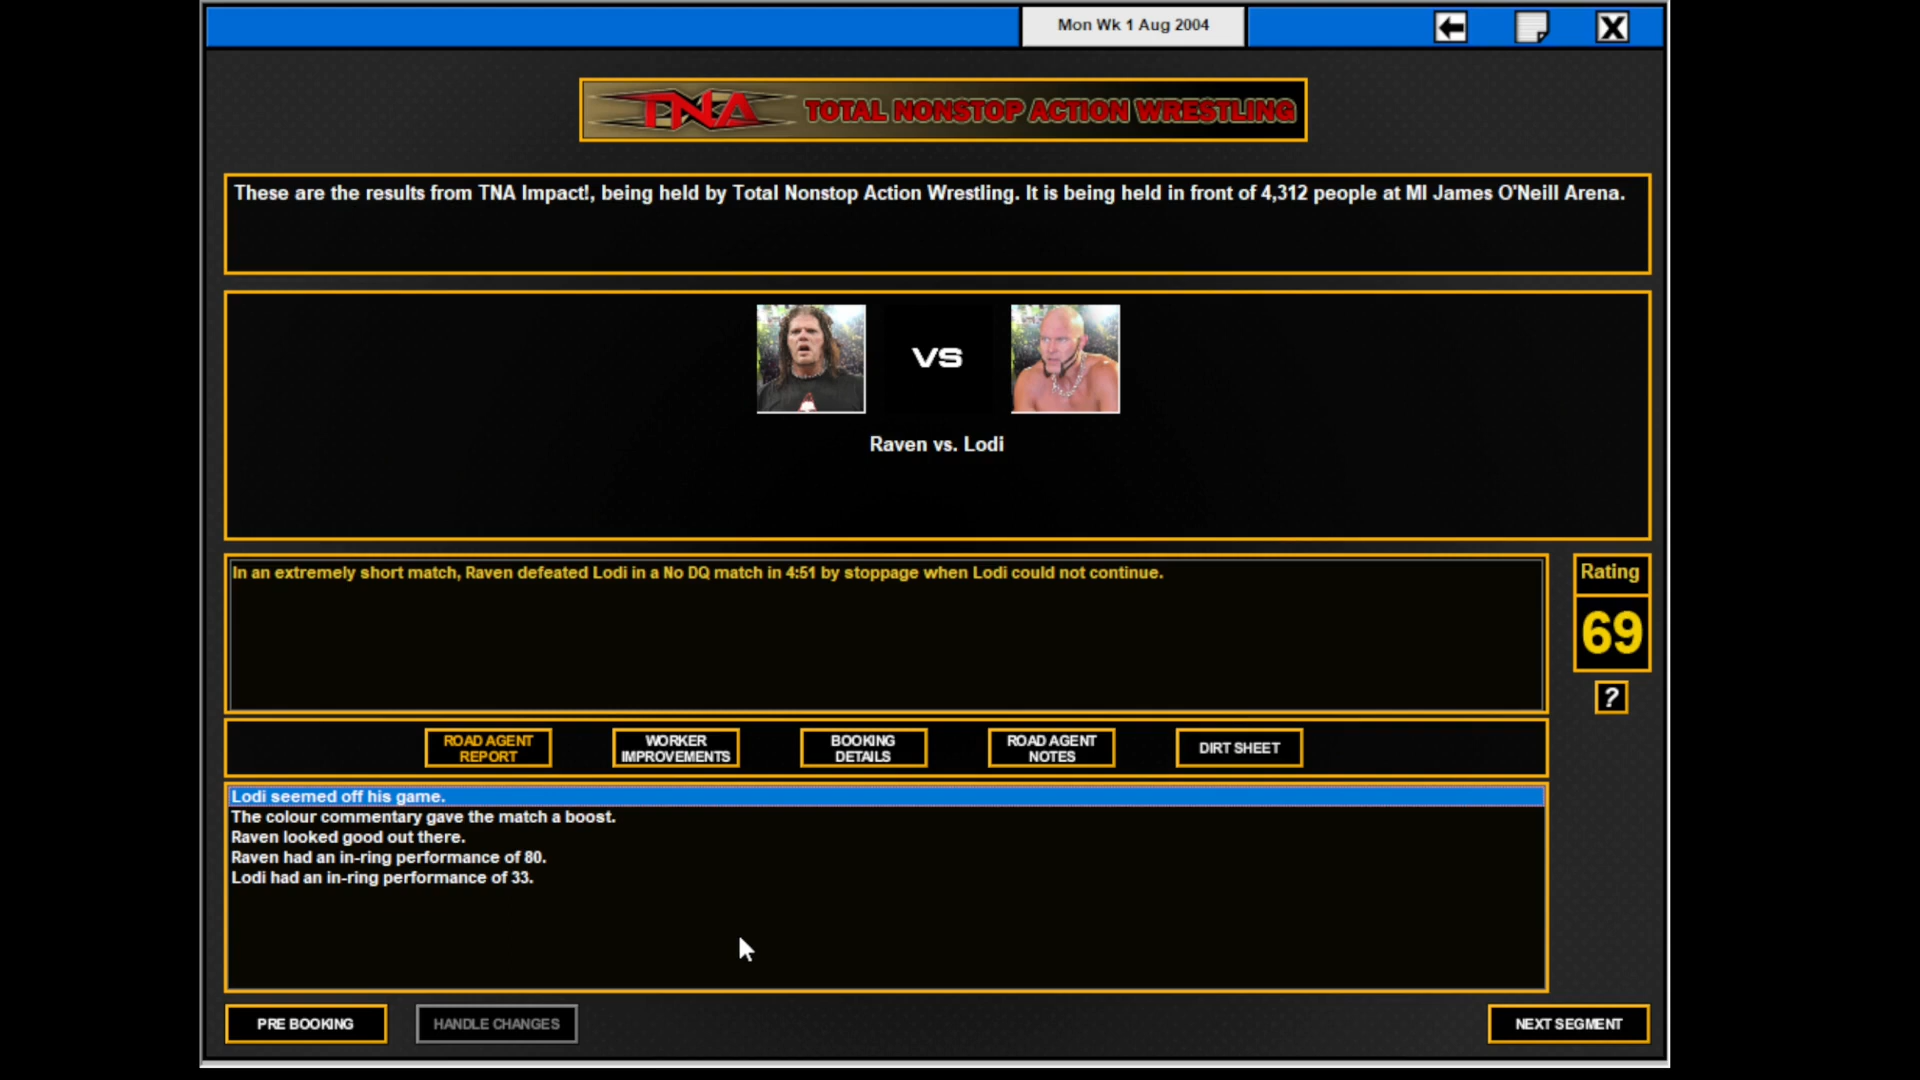 Mon Wk 1 Aug 2004
TNA TOTAL NONSTOP ACTION WRESTLING
These are the results from TNA Impact!, being held by Total Nonstop Action Wrestling. It is being held in front of 4,312 people at MI James O'Neill Arena.
VS
Raven vs. Lodi
In an extremely short match, Raven defeated Lodi in a No DQ match in 4:51 by stoppage when Lodi could not continue.
Rating
69
?
ROAD AGENT REPORT
WORKER IMPROVEMENTS
BOOKING DETAILS
ROAD AGENT NOTES
DIRT SHEET
Lodi seemed off his game.
The colour commentary gave the match a boost.
Raven looked good out there.
Raven had an in-ring performance of 80.
Lodi had an in-ring performance of 33.
PRE BOOKING
HANDLE CHANGES
NEXT SEGMENT